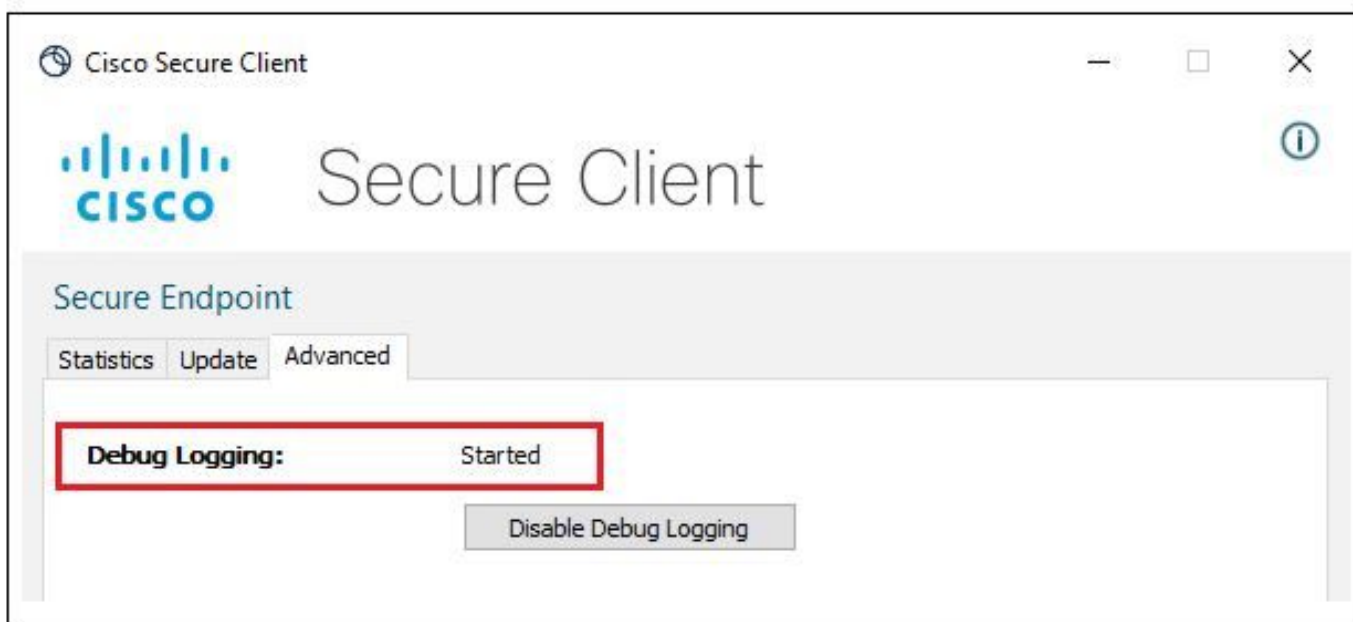 Cisco Secure Client
CISCO Secure Client
Secure Endpoint
Statistics Update Advanced
Debug Logging: Started
Disable Debug Logging